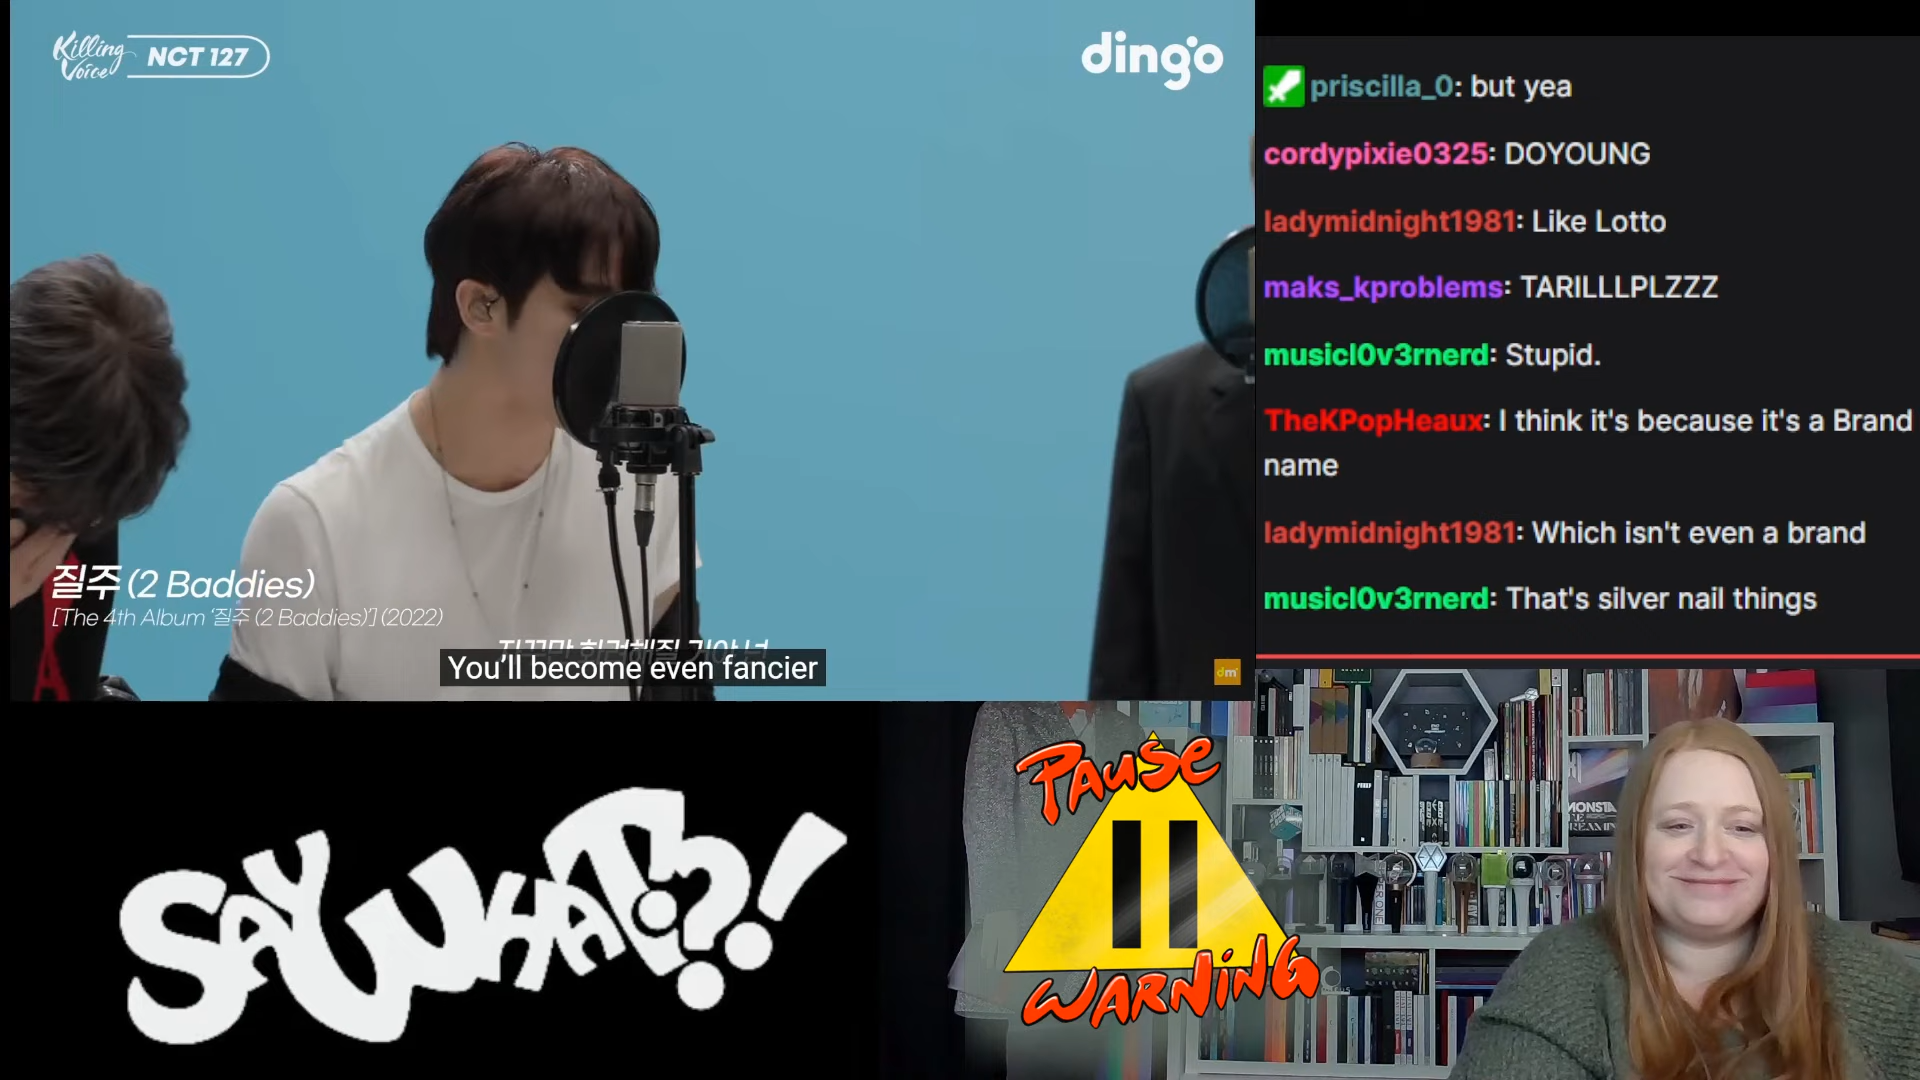 Killing Voice NCT 127
dingo
질주 (2 Baddies)
[The 4th Album '질주 (2 Baddies)'] (2022)
You'll become even fancier
dm
priscilla_0: but yea
cordypixie0325: DOYOUNG
ladymidnight1981: Like Lotto
maks_kproblems: TARILLLPLZZZ
musicl0v3rnerd: Stupid.
TheKPopHeaux: I think it's because it's a Brand
name
ladymidnight1981: Which isn't even a brand
musicl0v3rnerd: That's silver nail things
SAY WHAT?!
PAUSE
WARNING
MONSTA